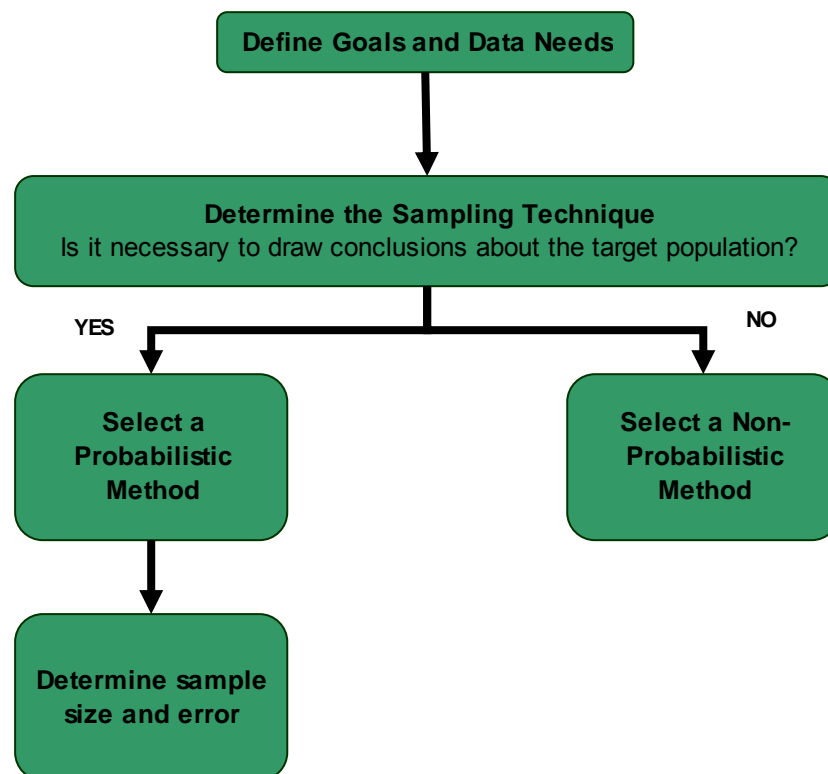 Define Goals and Data Needs
Determine the Sampling Technique
Is it necessary to draw conclusions about the target population?
YES
NO
Select a
Probabilistic
Method
Select a Non-
Probabilistic
Method
Determine sample
size and error